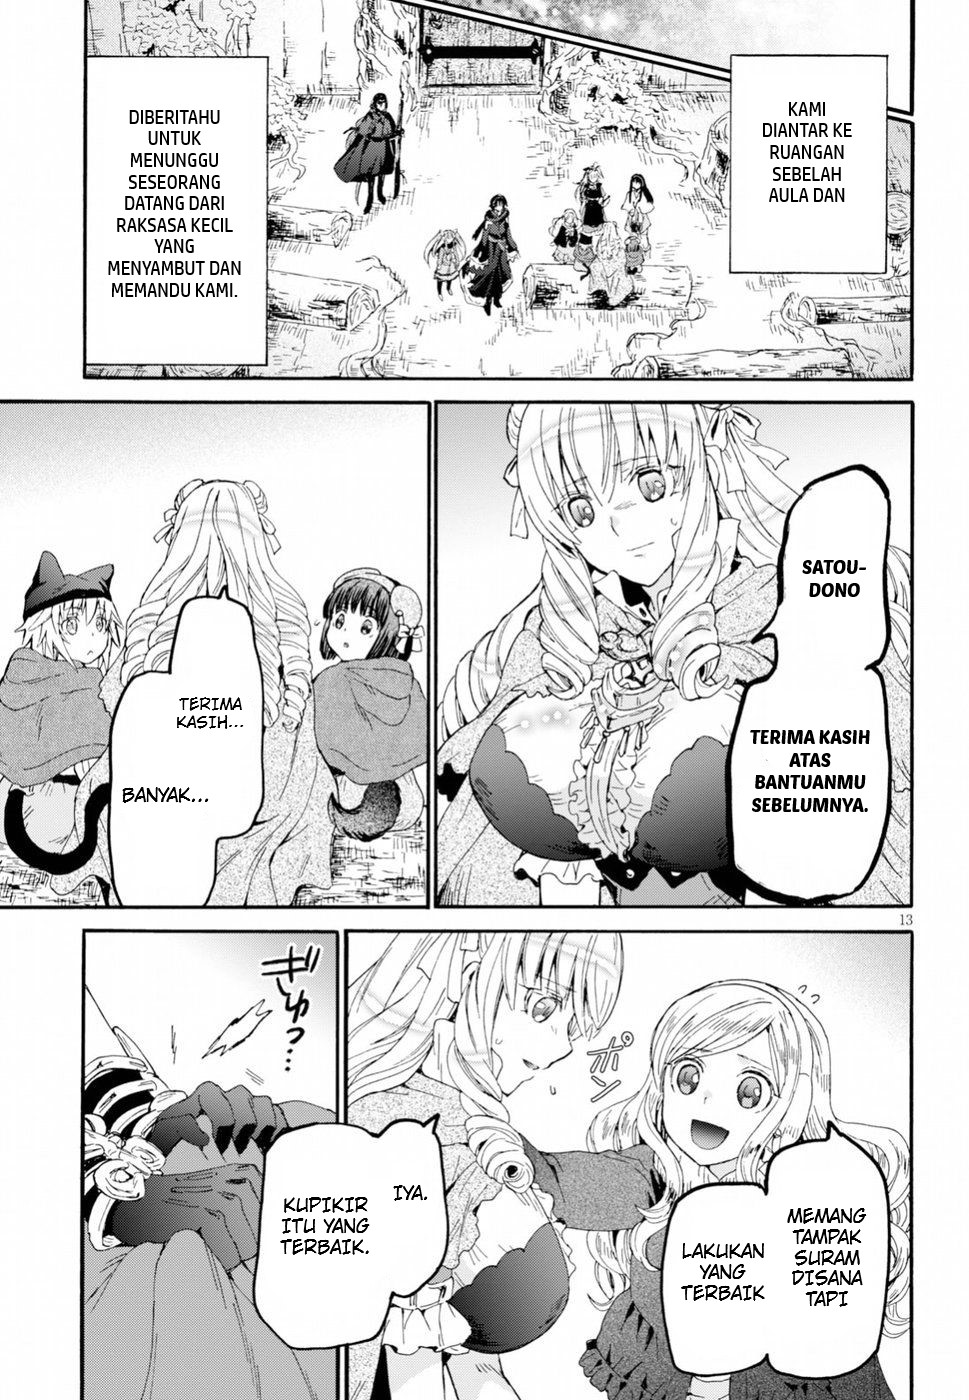 KAMI
DIANTAR KE
RUANGAN
SEBELAH
AULA DAN
DIBERITAHU
UNTUK
MENUNGGU
SESEORANG
DATANG DARI
RAKSASA KECIL
YANG
MENYAMBUT DAN
MEMANDU KAMI.
SATOU-
DONO
TERIMA KASIH
ATAS
BANTUANMU
SEBELUMNYA.
TERIMA
KASIH...
BANYAK...
13
MEMANG
TAMPAK
SURAM
DISANA
TAPI
LAKUKAN
YANG
TERBAIK
ポン
IYA.
KUPIKIR
ITU YANG
TERBAIK.
ぎゅっ…